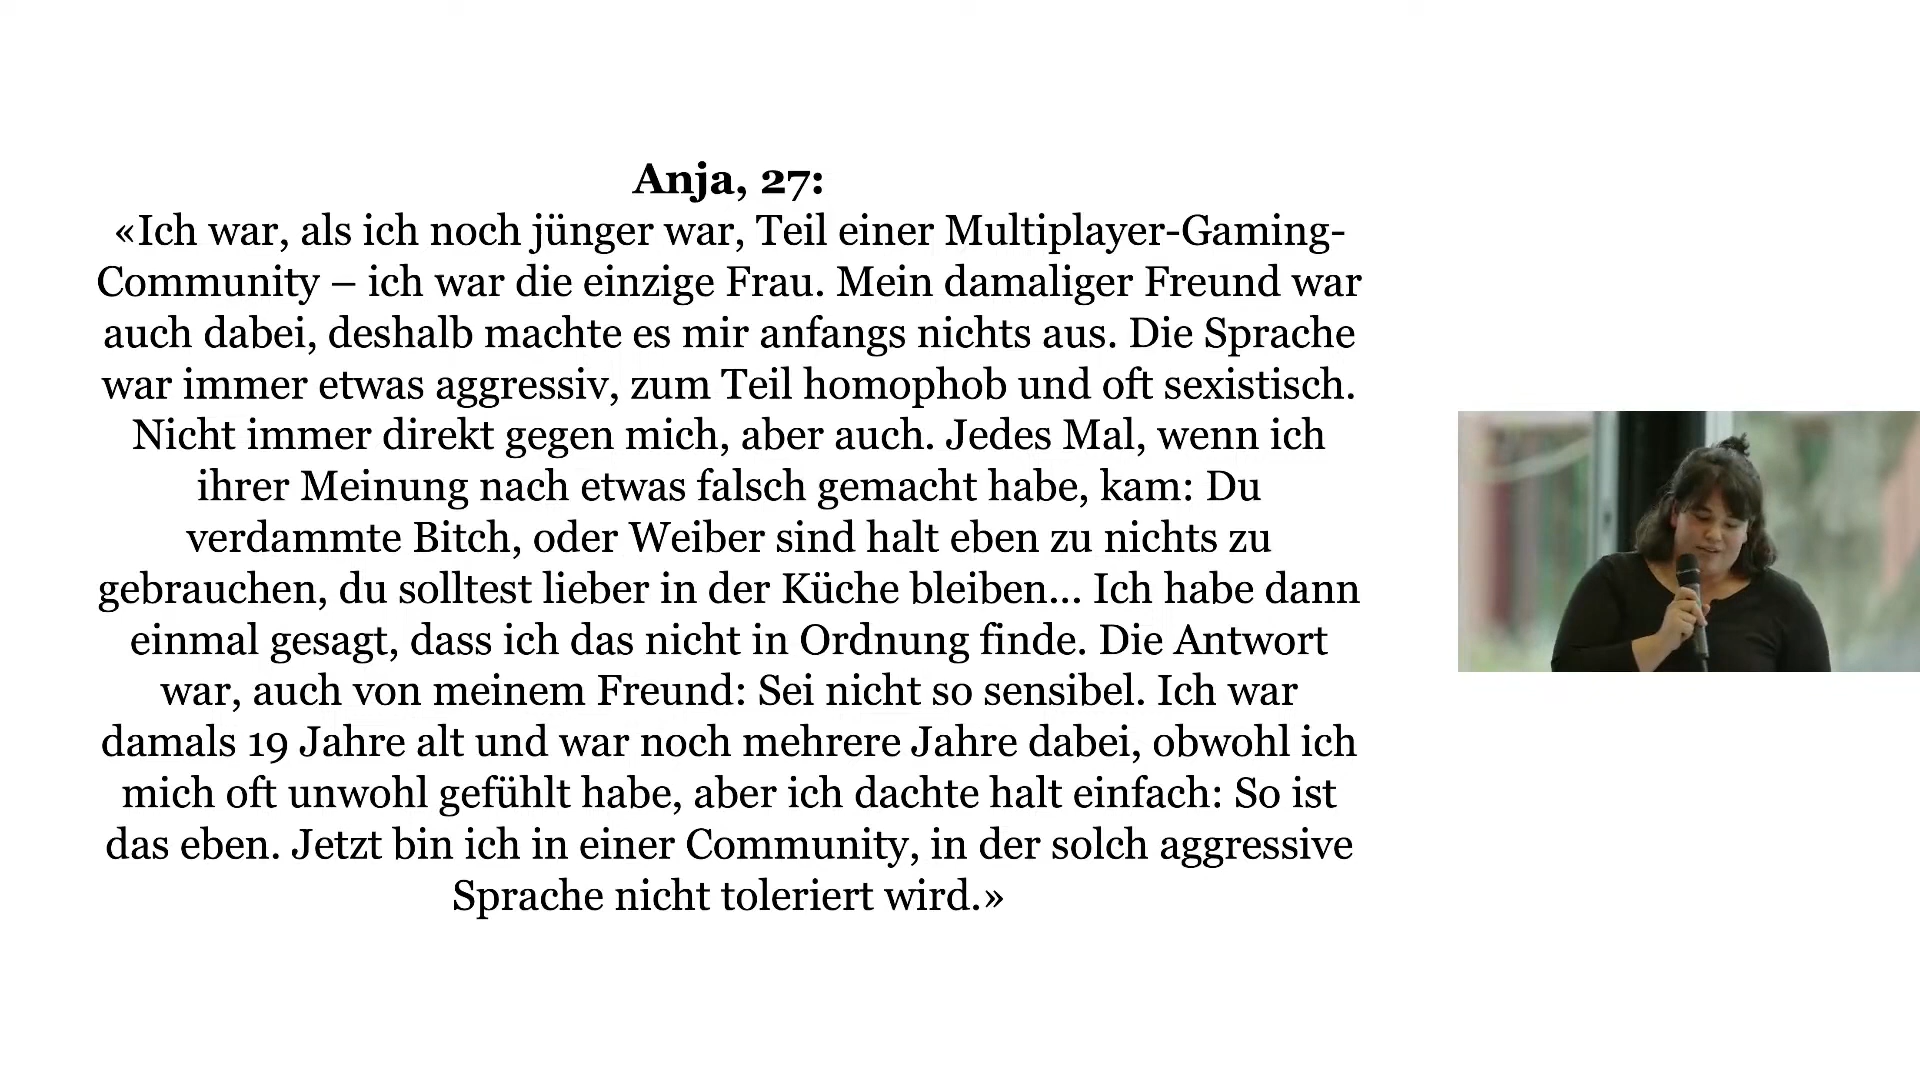 Anja, 27:
«Ich war, als ich noch jünger war, Teil einer Multiplayer-Gaming-
Community – ich war die einzige Frau. Mein damaliger Freund war
auch dabei, deshalb machte es mir anfangs nichts aus. Die Sprache
war immer etwas aggressiv, zum Teil homophob und oft sexistisch.
Nicht immer direkt gegen mich, aber auch. Jedes Mal, wenn ich
ihrer Meinung nach etwas falsch gemacht habe, kam: Du
verdammte Bitch, oder Weiber sind halt eben zu nichts zu
gebrauchen, du solltest lieber in der Küche bleiben... Ich habe dann
einmal gesagt, dass ich das nicht in Ordnung finde. Die Antwort
war, auch von meinem Freund: Sei nicht so sensibel. Ich war
damals 19 Jahre alt und war noch mehrere Jahre dabei, obwohl ich
mich oft unwohl gefühlt habe, aber ich dachte halt einfach: So ist
das eben. Jetzt bin ich in einer Community, in der solch aggressive
Sprache nicht toleriert wird.»